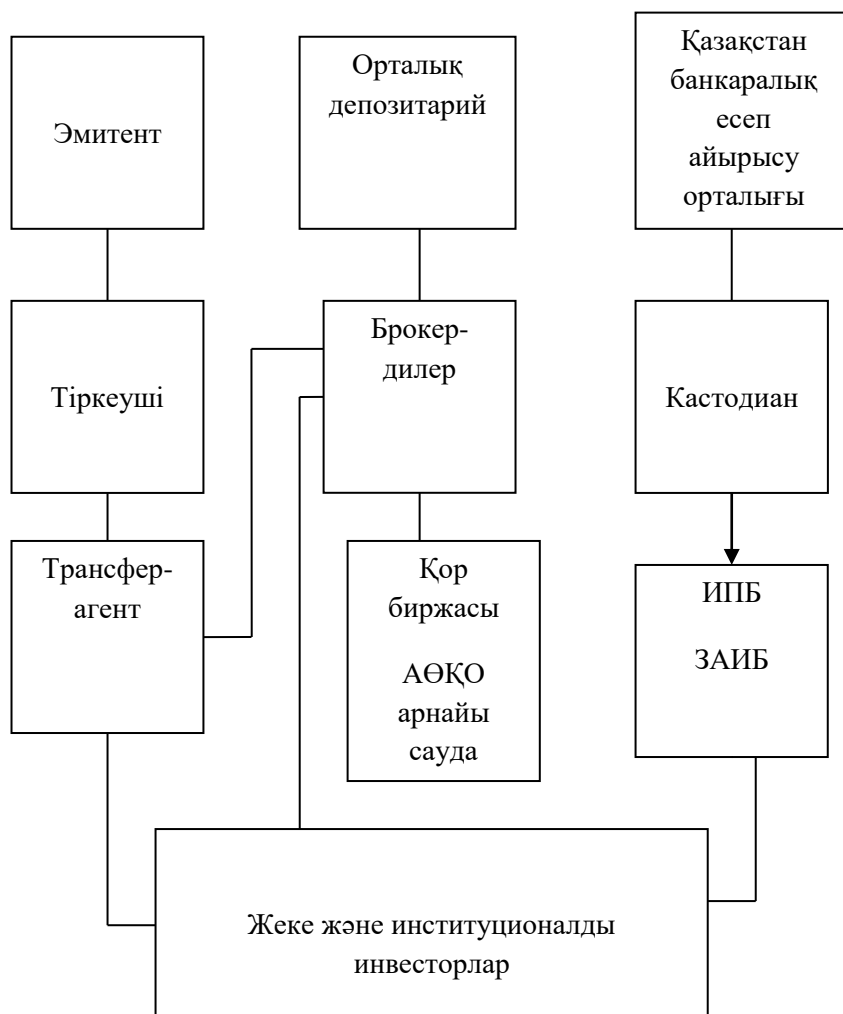 Эмитент
Орталық
депозитарий
Қазақстан
банкаралық
есеп
айырысу
орталығы
Тіркеуші
Брокер-
дилер
Кастодиан
Трансфер-
агент
Қор
биржасы
АӨҚО
арнайы
сауда
ИПБ
ЗАИБ
Жеке және институционалды
инвесторлар